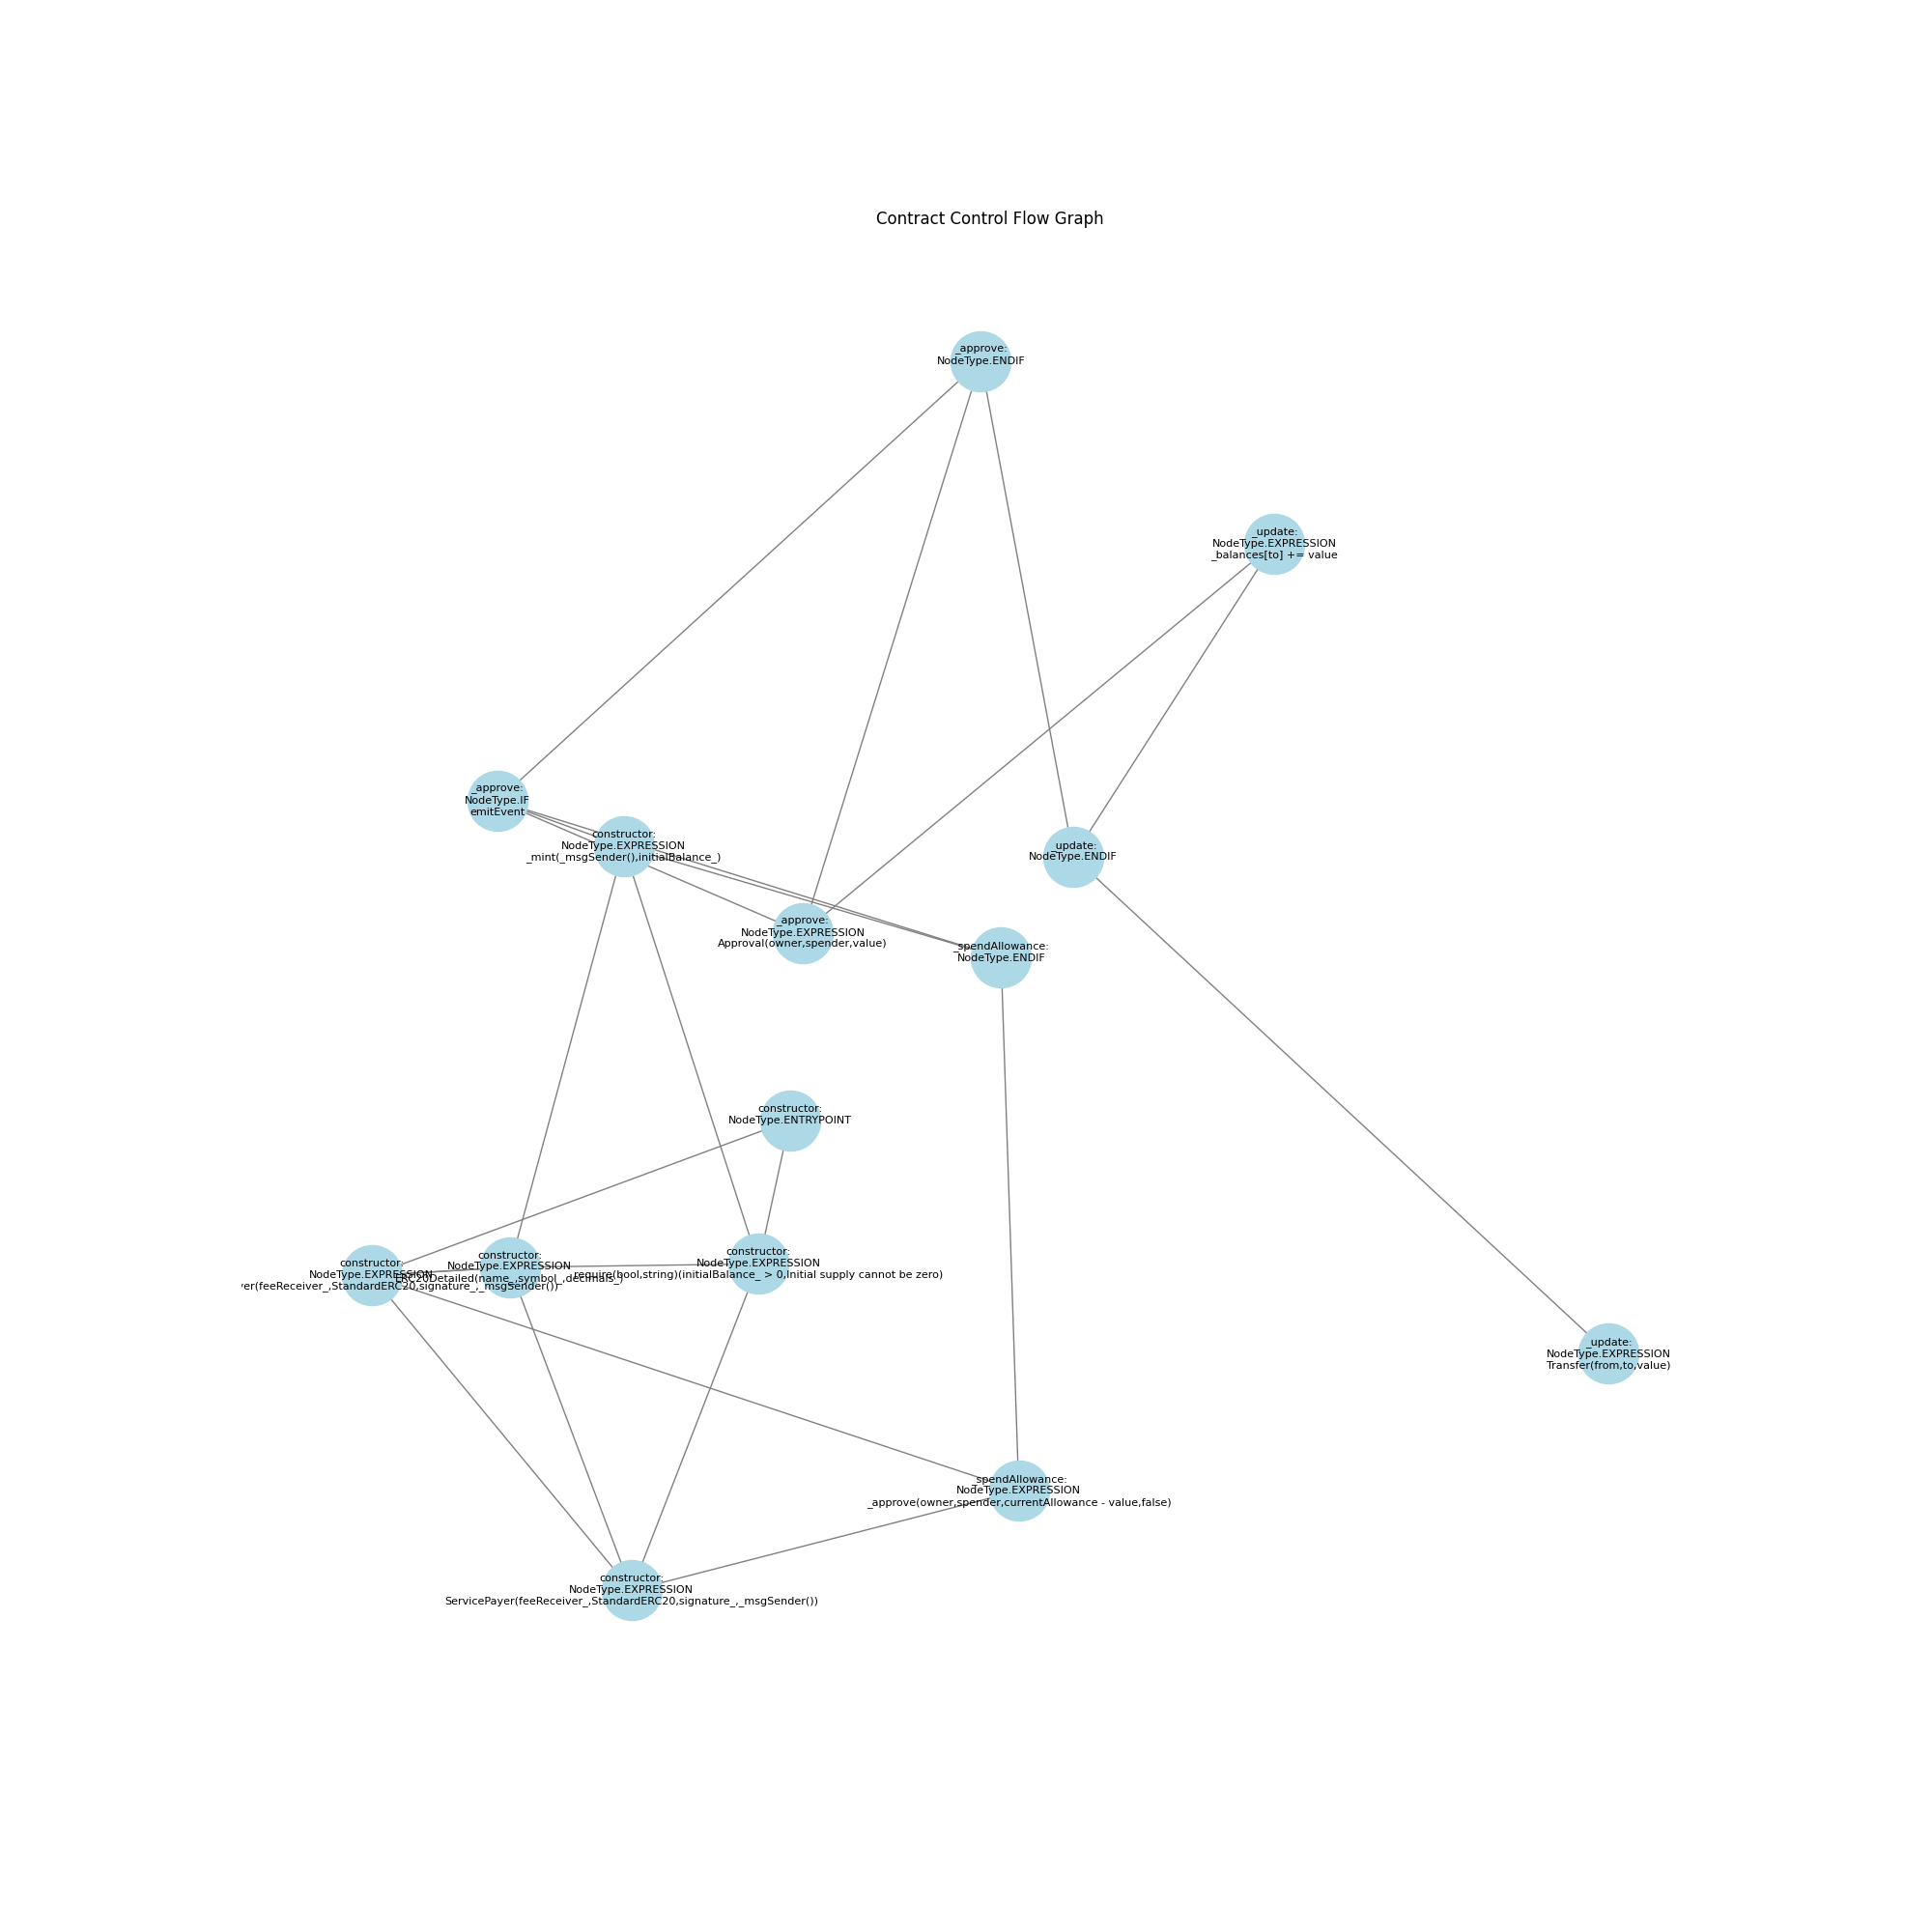 Contract Control Flow Graph
_approve:
NodeType.ENDIF
_update:
NodeType.EXPRESSION
_balances[to] += value
_approve:
NodeType.IF
emitEvent
constructor:
NodeType.EXPRESSION
_mint(_msgSender(),initialBalance_)
_update:
NodeType.ENDIF
_approve:
NodeType.EXPRESSION
Approval(owner,spender,value)
_spendAllowance:
NodeType.ENDIF
constructor:
NodeType.ENTRYPOINT
constructor:
NodeType.EXPRESSION
yer(feeReceiver_,StandardERC20,signature_,_msgSender())
constructor:
NodeType.EXPRESSION
ERC20Detailed(name_,symbol_,decimals_)
constructor:
NodeType.EXPRESSION
require(bool,string)(initialBalance_ > 0,Initial supply cannot be zero)
_update:
NodeType.EXPRESSION
Transfer(from,to,value)
_spendAllowance:
NodeType.EXPRESSION
_approve(owner,spender,currentAllowance - value,false)
constructor:
NodeType.EXPRESSION
ServicePayer(feeReceiver_,StandardERC20,signature_,_msgSender())